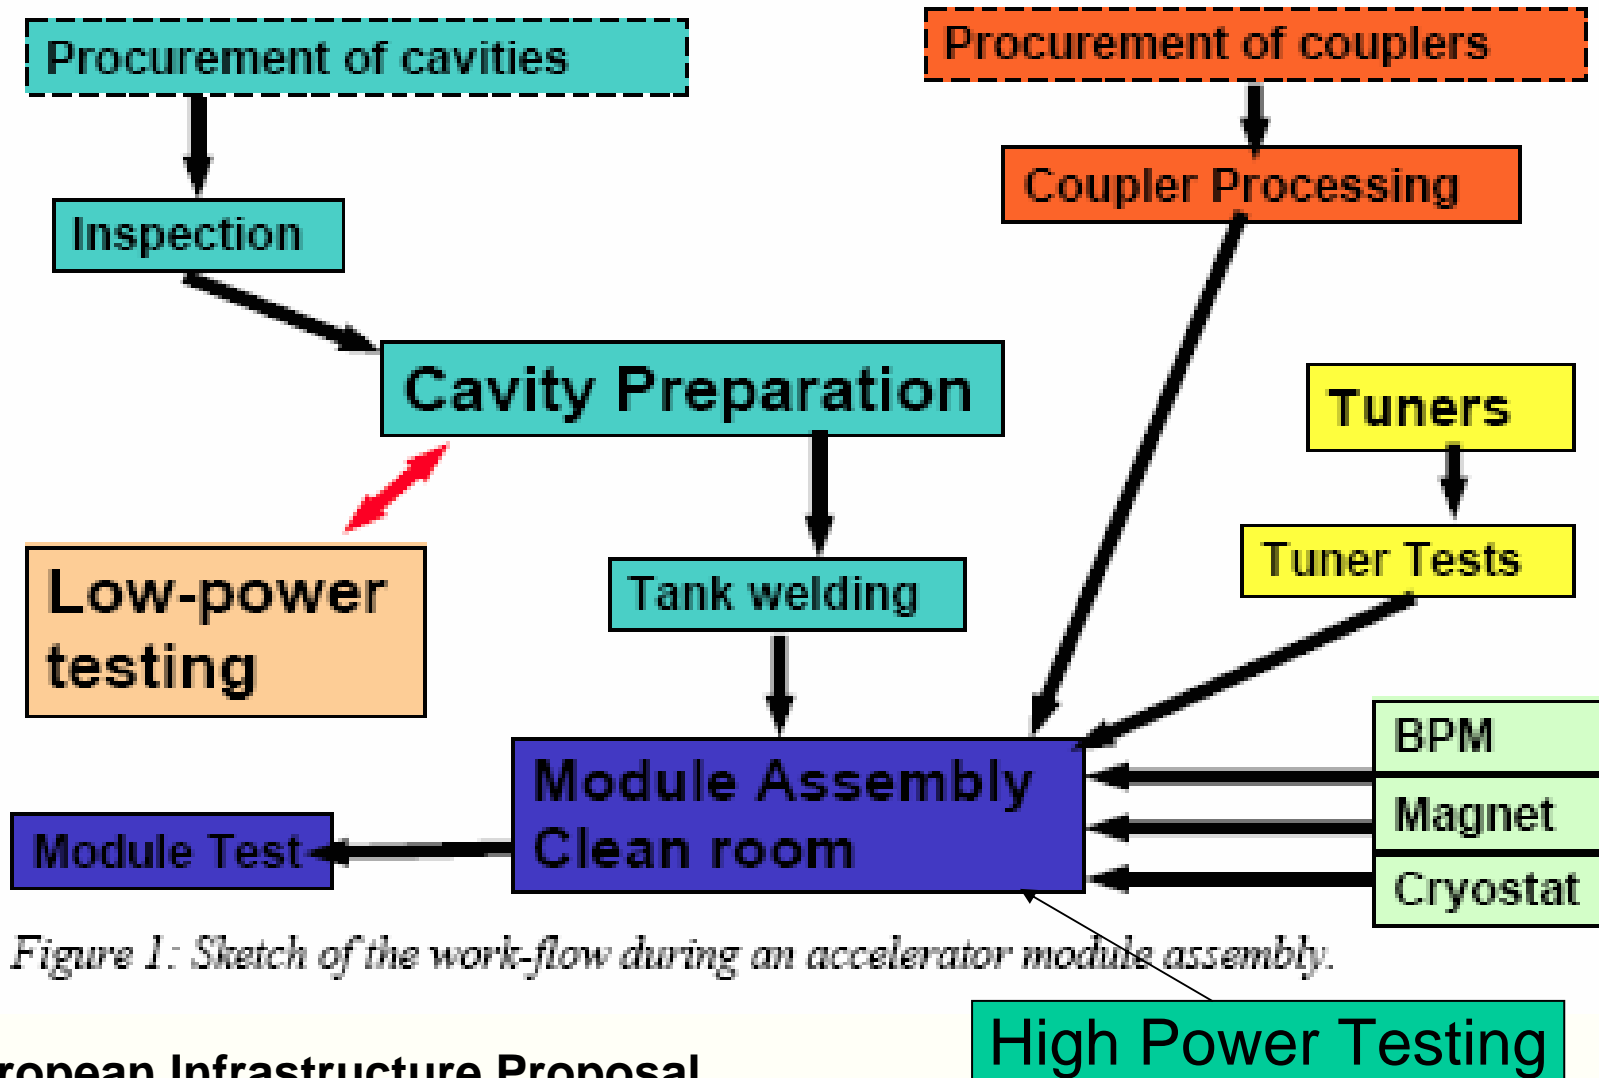 Procurement of cavities
Procurement of couplers
Inspection
Coupler Processing
Cavity Preparation
Tuners
Low-power
testing
Tank welding
Tuner Tests
Module Assembly
Clean room
BPM
Magnet
Cryostat
Module Test
Figure 1: Sketch of the work-flow during an accelerator module assembly.
High Power Testing
ropean Infrastructure Proposal